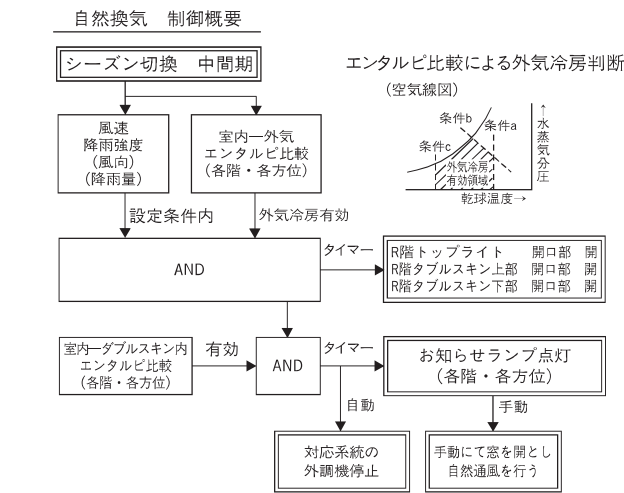 自然換気　制御概要
シーズン切換　中間期
エンタルピ比較による外気冷房判断
(空気線図)
条件b
条件a
条件c
外気冷房
有効領域
↑水蒸気分圧
乾球温度→
風速
降雨強度
(風向)
(降雨量)
室内ー外気
エンタルピ比較
(各階・各方位)
設定条件内
外気冷房有効
AND
タイマー
R階トップライト　開口部　開
R階タブルスキン上部　開口部　開
R階タブルスキン下部　開口部　開
室内ーダブルスキン内
エンタルピ比較
(各階・各方位)
有効
AND
タイマー
お知らせランプ点灯
(各階・各方位)
自動
手動
対応系統の
外調機停止
手動にて窓を開とし
自然通風を行う